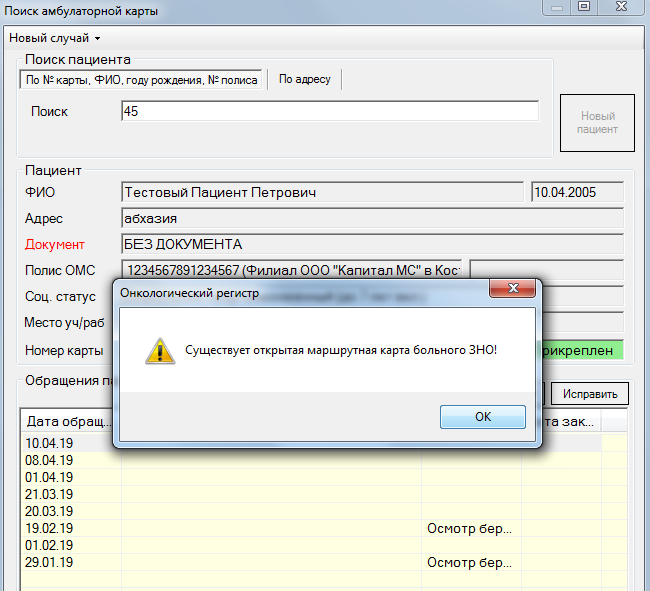 Поиск амбулаторной карты
Новый случай
Поиск пациента
По № карты, ФИО, году рождения, № полиса
По адресу
Поиск
45
Новый пациент
Пациент
ФИО
Тестовый Пациент Петрович
10.04.2005
Адрес
абхазия
Документ
БЕЗ ДОКУМЕНТА
Полис ОМС
1234567891234567 (Филиал ООО "Капитал МС" в Кос
Соц. статус
Место уч/раб
Номер карты
рикреплен
Онкологический регистр
Существует открытая маршрутная карта больного ЗНО!
OK
Обращения па
Исправить
Дата обращ...
та зак...
10.04.19
08.04.19
01.04.19
21.03.19
20.03.19
19.02.19 Осмотр бер...
01.02.19
29.01.19 Осмотр бер...